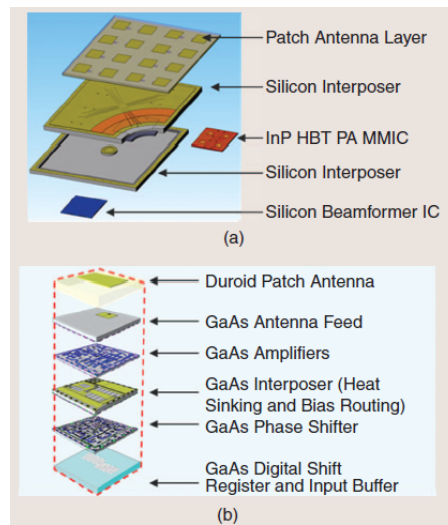 Patch Antenna Layer
Silicon Interposer
InP HBT PA MMIC
Silicon Interposer
Silicon Beamformer IC
(a)
Duroid Patch Antenna
GaAs Antenna Feed
GaAs Amplifiers
GaAs Interposer (Heat
Sinking and Bias Routing)
GaAs Phase Shifter
GaAs Digital Shift
Register and Input Buffer
(b)